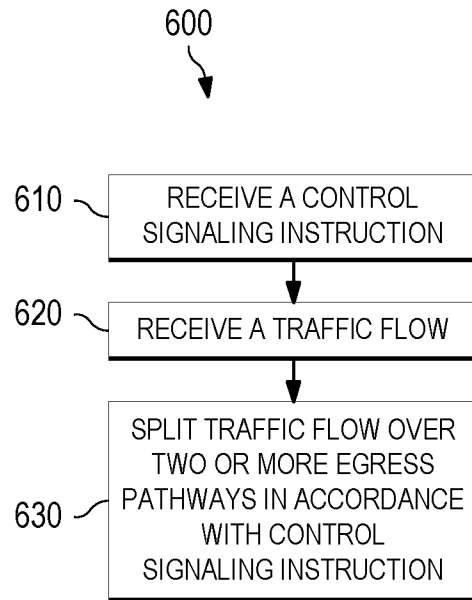 600
610
RECEIVE A CONTROL
SIGNALING INSTRUCTION
620
RECEIVE A TRAFFIC FLOW
630
SPLIT TRAFFIC FLOW OVER
TWO OR MORE EGRESS
PATHWAYS IN ACCORDANCE
WITH CONTROL
SIGNALING INSTRUCTION